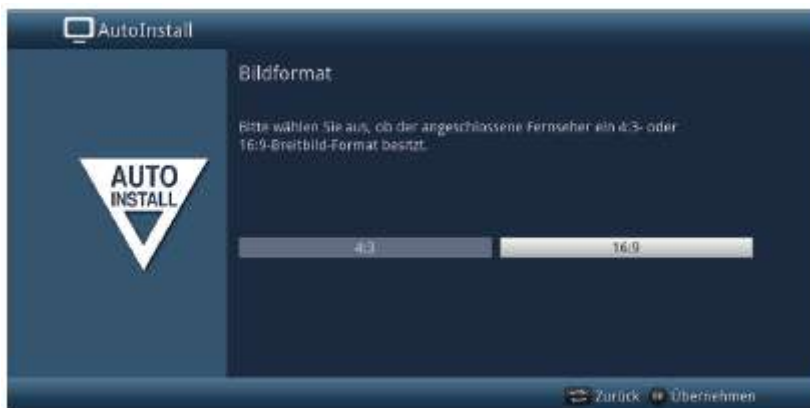 AutoInstall
Bildformat
Bitte wählen Sie aus, ob der angeschlossene Fernseher ein 4:3- oder
16:9-Breitbild-Format besitzt.
AUTO
INSTALL
4:3
16:9
Zurück
Übernehmen